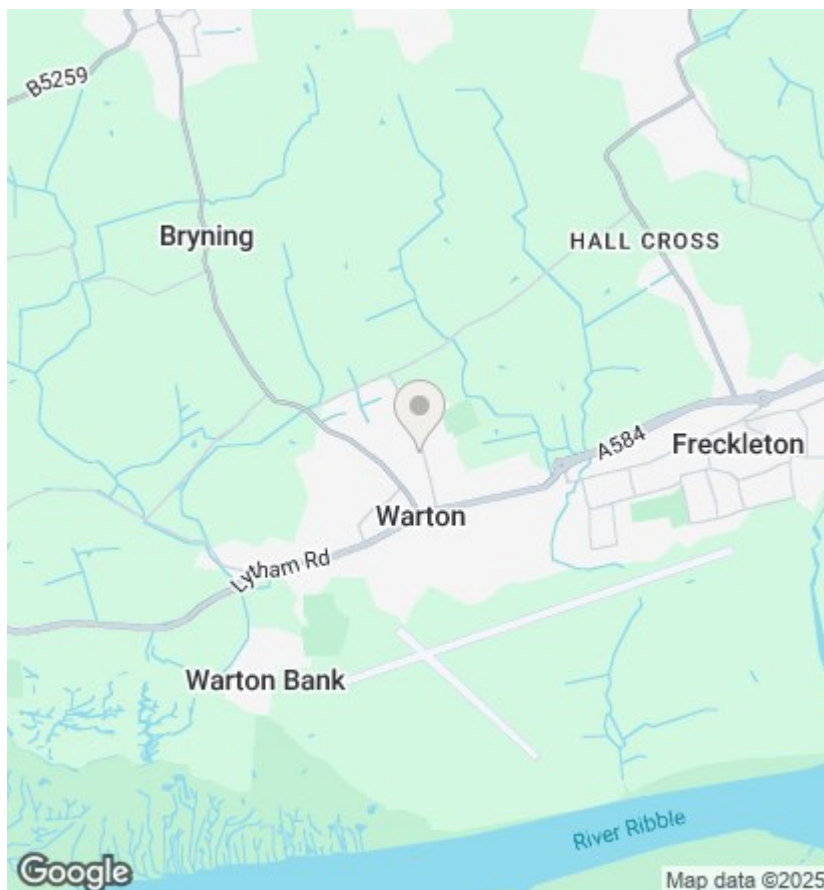 B5259
Bryning
HALL CROSS
A584
Freckleton
Warton
Lytham Rd
Warton Bank
River Ribble
Google
Map data ©2025